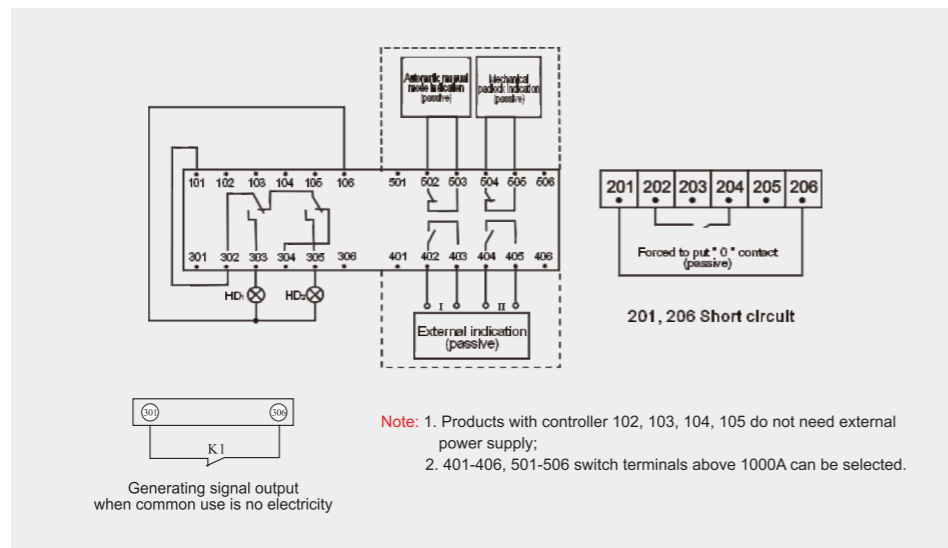 Automatic manual
mode indication
(passive)
Mechanical
padlock indication
(passive)
101 102 103 104 105 106 501 502 503 504 505 506
301 302 303 304 305 306 401 402 403 404 405 406
HD1 HD2
I II
External indication
(passive)
201 202 203 204 205 206
Forced to put " 0 " contact
(passive)
201, 206 Short circuit
301 306
K1
Generating signal output
when common use is no electricity
Note: 1. Products with controller 102, 103, 104, 105 do not need external
power supply;
2. 401-406, 501-506 switch terminals above 1000A can be selected.